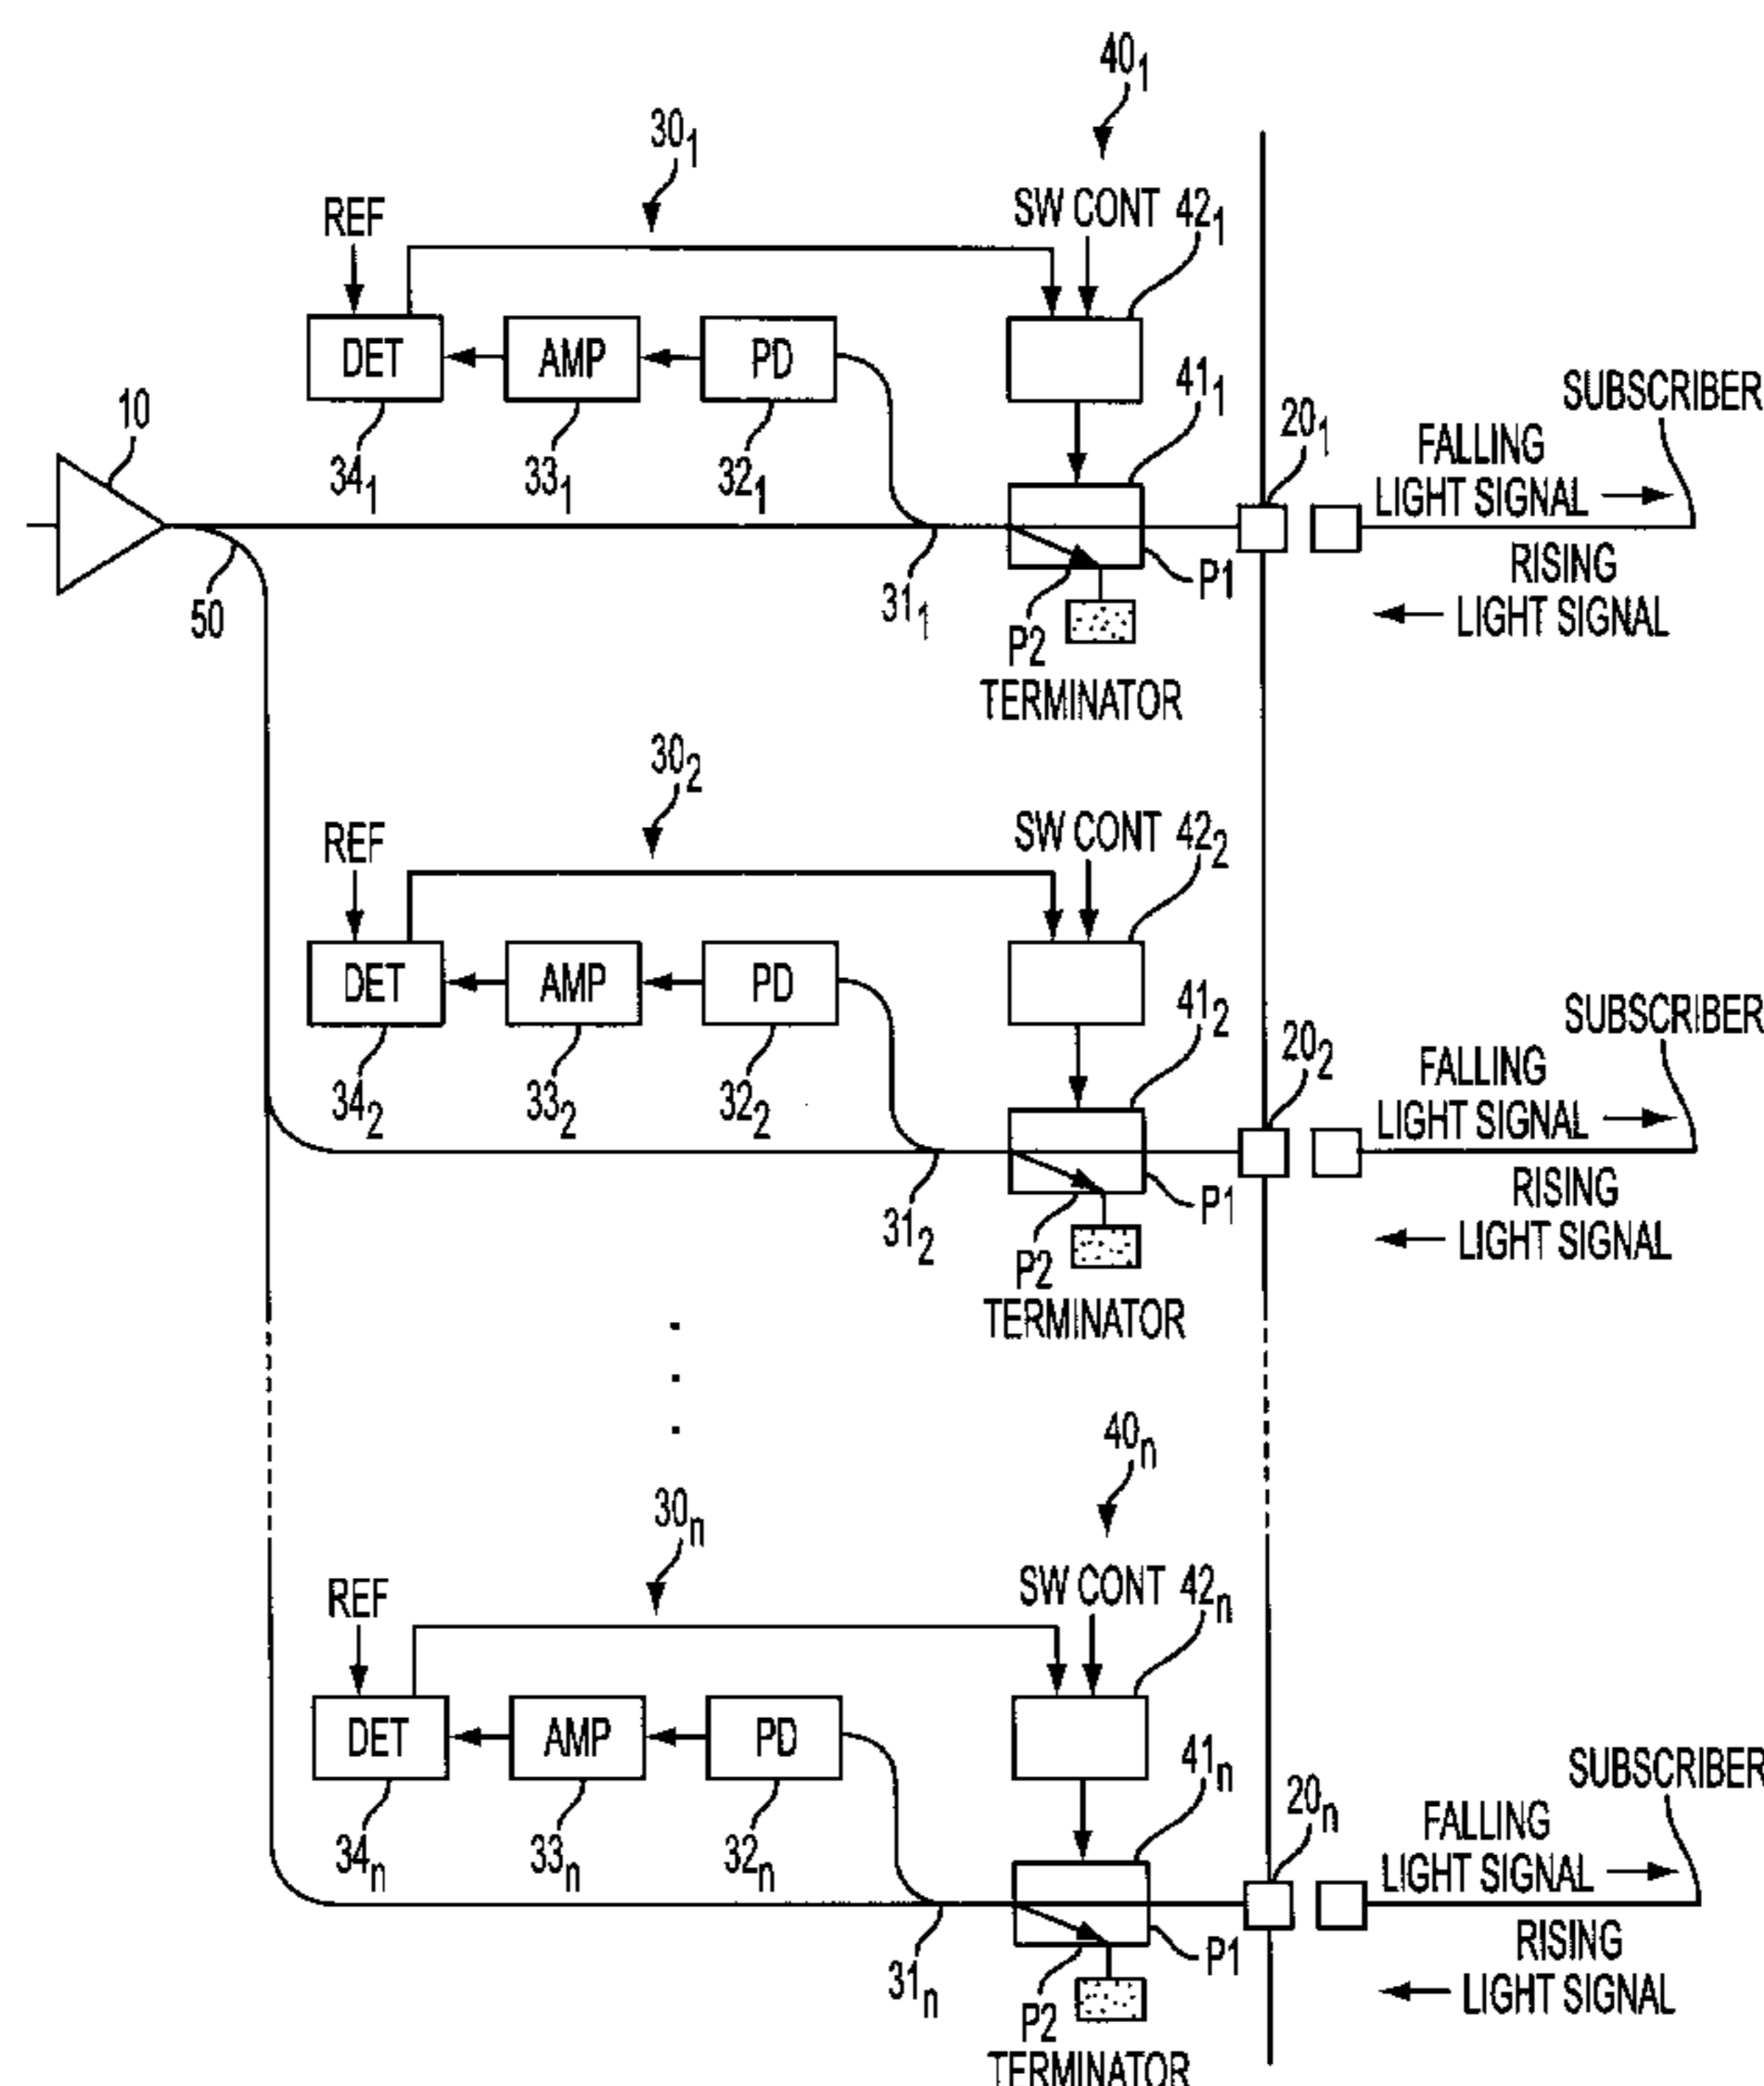 40₁
30₁
REF
SW CONT 42₁
DET
AMP
PD
41₁
SUBSCRIBER
10
20₁
FALLING
LIGHT SIGNAL
34₁
33₁
32₁
RISING
LIGHT SIGNAL
P1
50
31₁
P2
TERMINATOR
30₂
REF
SW CONT 42₂
DET
AMP
PD
41₂
SUBSCRIBER
20₂
FALLING
LIGHT SIGNAL
34₂
33₂
32₂
RISING
LIGHT SIGNAL
P1
31₂
P2
TERMINATOR
40ₙ
30ₙ
REF
SW CONT 42ₙ
DET
AMP
PD
41ₙ
SUBSCRIBER
20ₙ
FALLING
LIGHT SIGNAL
34ₙ
33ₙ
32ₙ
RISING
LIGHT SIGNAL
P1
31ₙ
P2
TERMINATOR